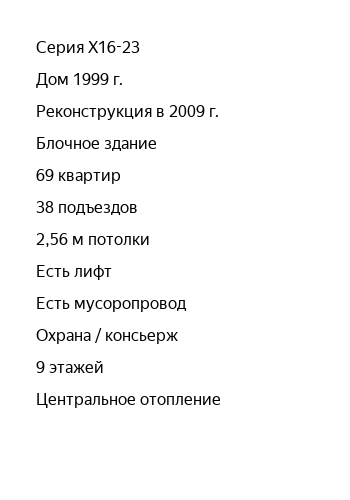 Серия Х16-23
Дом 1999 г.
Реконструкция в 2009 г.
Блочное здание
69 квартир
38 подъездов
2,56 м потолки
Есть лифт
Есть мусоропровод
Охрана / консьерж
9 этажей
Центральное отопление